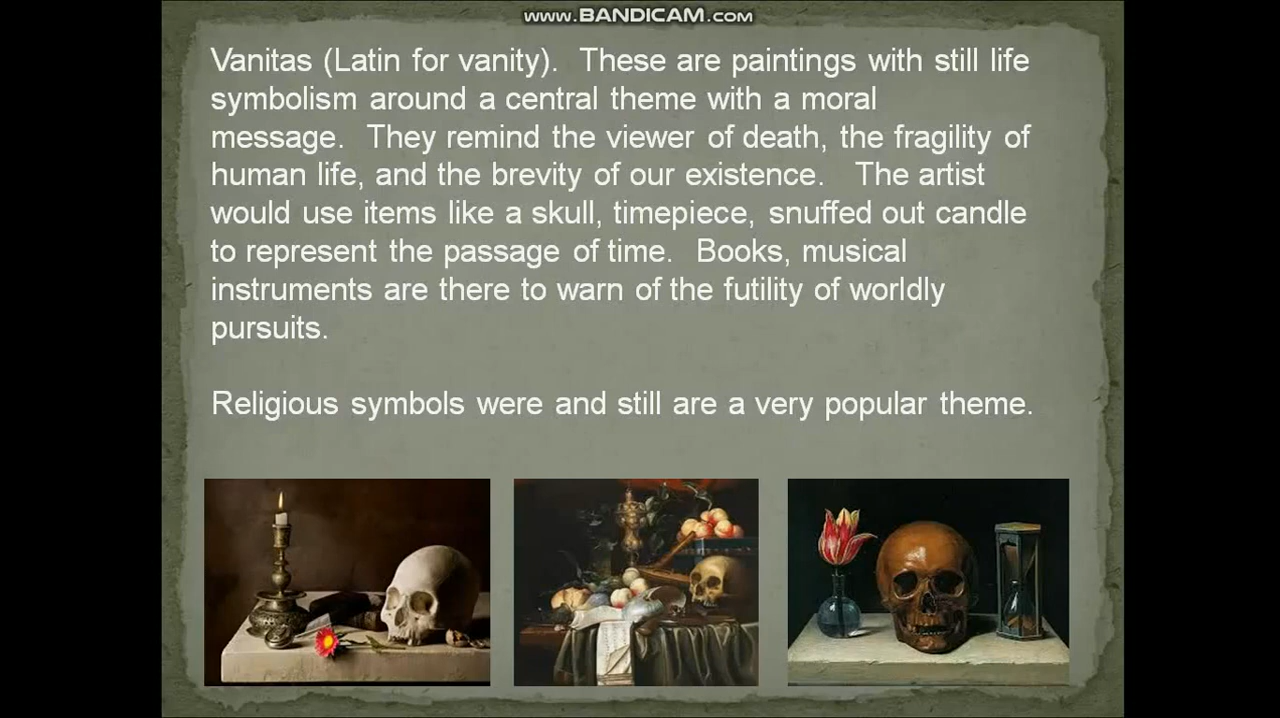 www.BANDICAM.com
Vanitas (Latin for vanity).  These are paintings with still life
symbolism around a central theme with a moral
message.  They remind the viewer of death, the fragility of
human life, and the brevity of our existence.   The artist
would use items like a skull, timepiece, snuffed out candle
to represent the passage of time.  Books, musical
instruments are there to warn of the futility of worldly
pursuits.
Religious symbols were and still are a very popular theme.